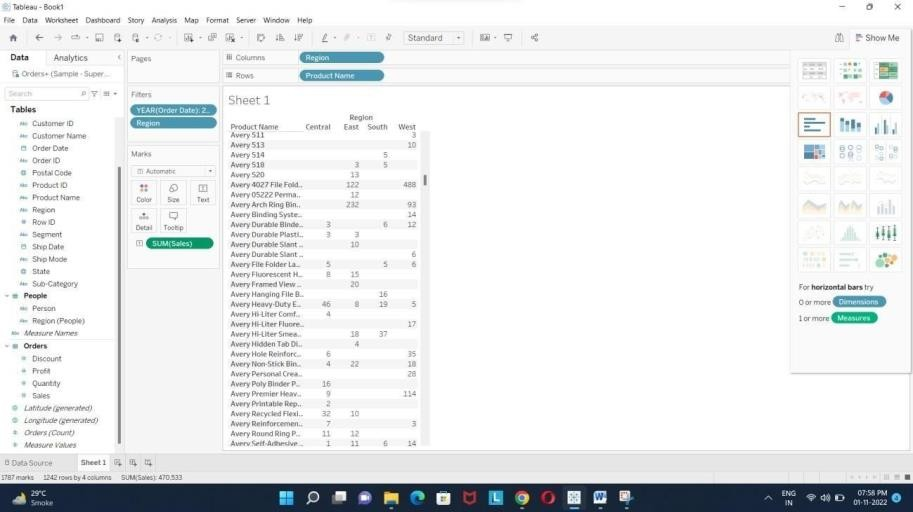 Tableau - Book1
File Data Worksheet Dashboard Story Analysis Map Format Server Window Help
Standard
Show Me
Data Analytics
Pages
Columns Region
Rows Product Name
Orders+ (Sample - Super...
Search
Tables
Customer ID
Customer Name
Order Date
Order ID
Postal Code
Product ID
Product Name
Region
Row ID
Segment
Ship Date
Ship Mode
State
Sub-Category
People
Person
Region (People)
Measure Names
Orders
Discount
Profit
Quantity
Sales
Latitude (generated)
Longitude (generated)
Orders (Count)
Measure Values
Filters
YEAR(Order Date): 2..
Region
Marks
Automatic
Color Size Text
Detail Tooltip
SUM(Sales)
Sheet 1
Region
Product Name Central East South West
Avery 511 3
Avery 513 10
Avery 514 5
Avery 518 3 5
Avery 520 13
Avery 4027 File Fold.. 122 488
Avery 05222 Perma.. 12
Avery Arch Ring Bin.. 232 93
Avery Binding Syste.. 14
Avery Durable Binde.. 3 6 12
Avery Durable Plasti.. 3 3
Avery Durable Slant .. 10
Avery Durable Slant .. 6
Avery File Folder La.. 5 5 6
Avery Fluorescent H.. 8 15
Avery Framed View .. 20
Avery Hanging File B.. 16
Avery Heavy-Duty E.. 46 8 19 5
Avery Hi-Liter Comf.. 4
Avery Hi-Liter Fluore.. 17
Avery Hi-Liter Smea.. 18 37
Avery Hidden Tab Di.. 4
Avery Hole Reinforc.. 6 35
Avery Non-Stick Bin.. 4 22 18
Avery Personal Crea.. 28
Avery Poly Binder P.. 16
Avery Premier Heav.. 9 114
Avery Printable Rep.. 2
Avery Recycled Flexi.. 32 10
Avery Reinforcemen.. 7 3
Avery Round Ring P.. 11 12
Avery Self-Adhesive .. 1 11 6 14
For horizontal bars try
0 or more Dimensions
1 or more Measures
Data Source Sheet 1
1787 marks 1242 rows by 4 columns SUM(Sales): 470,533
29°C
Smoke
ENG
IN
07:58 PM
01-11-2022